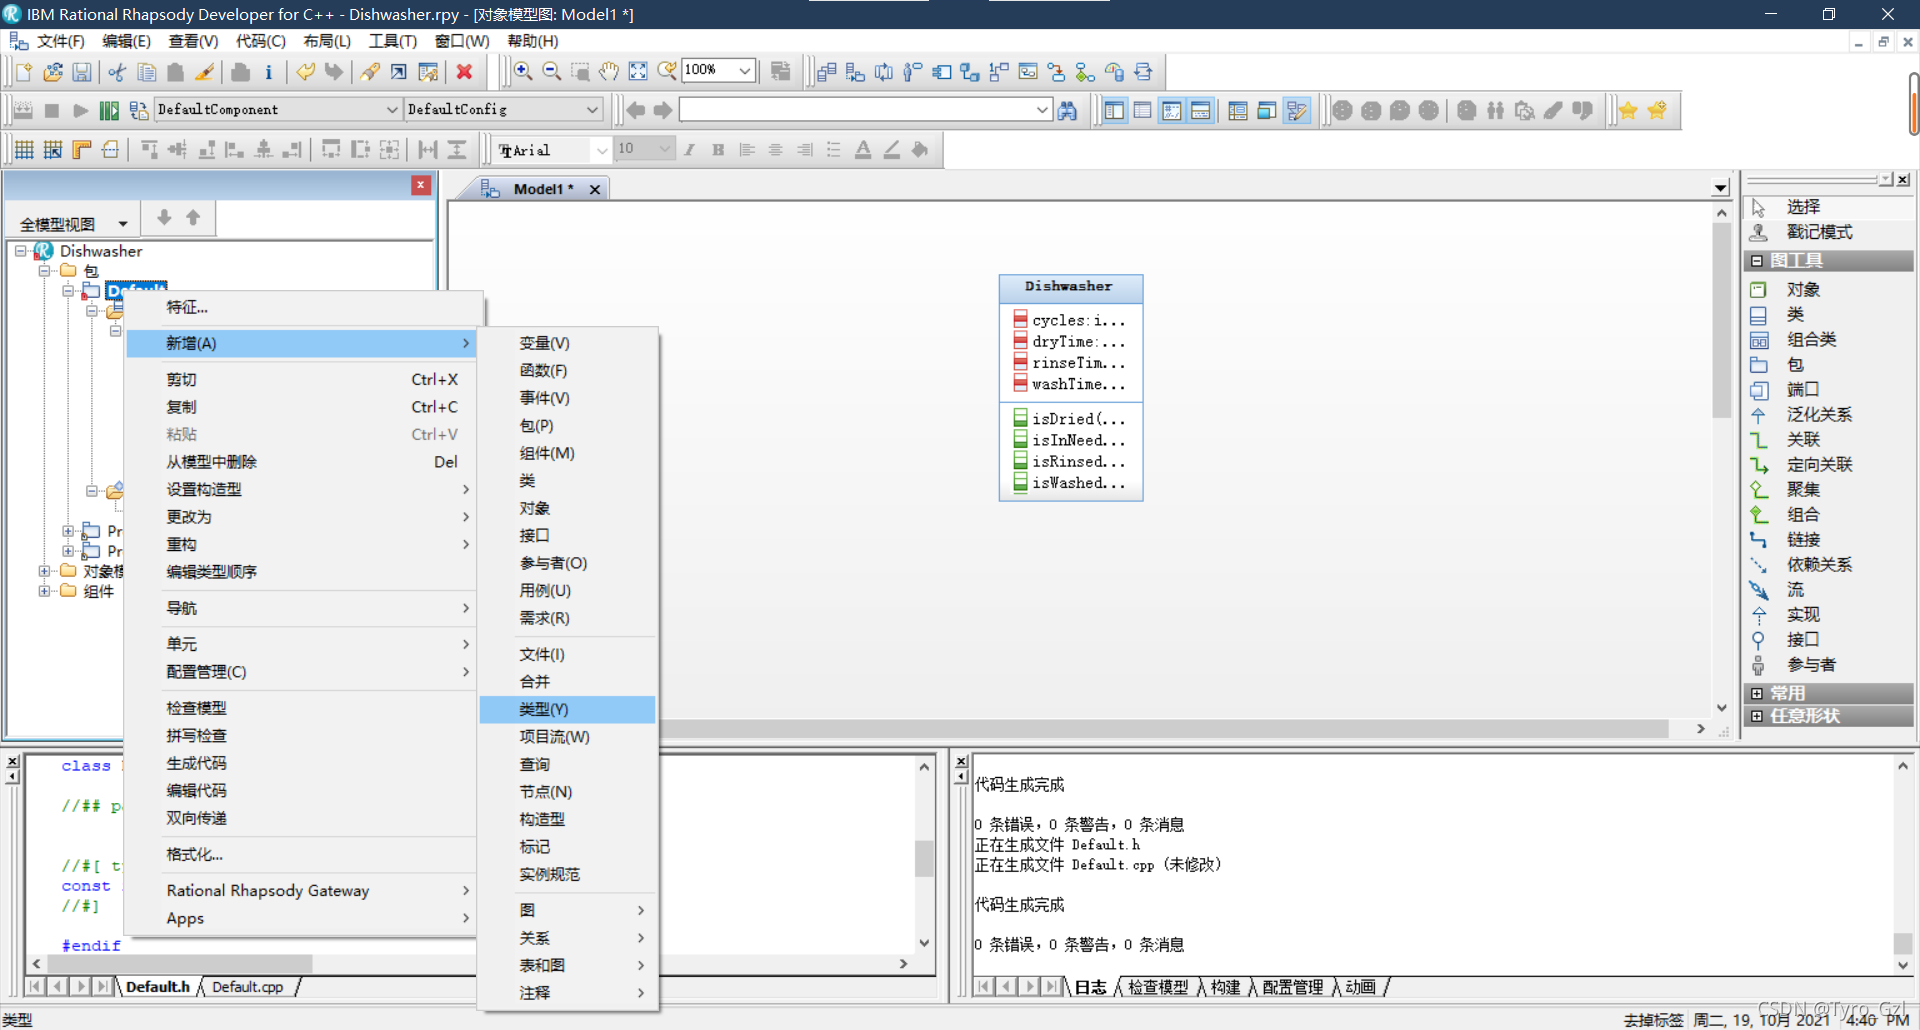 IBM Rational Rhapsody Developer for C++ - Dishwasher.rpy - [对象模型图: Model1 *]
文件(F) 编辑(E) 查看(V) 代码(C) 布局(L) 工具(T) 窗口(W) 帮助(H)
100%
DefaultComponent DefaultConfig
Arial 10
Model1 *
全模型视图
Dishwasher
包
Default
Pr
Pr
对象模
组件
特征...
新增(A)
剪切 Ctrl+X
复制 Ctrl+C
粘贴 Ctrl+V
从模型中删除 Del
设置构造型
更改为
重构
编辑类型顺序
导航
单元
配置管理(C)
检查模型
拼写检查
生成代码
编辑代码
双向传递
格式化...
Rational Rhapsody Gateway
Apps
变量(V)
函数(F)
事件(V)
包(P)
组件(M)
类
对象
接口
参与者(O)
用例(U)
需求(R)
文件(I)
合并
类型(Y)
项目流(W)
查询
节点(N)
构造型
标记
实例规范
图
关系
表和图
注释
Dishwasher
cycles:i...
dryTime:...
rinseTim...
washTime...
isDried(...
isInNeed...
isRinsed...
isWashed...
选择
戳记模式
图工具
对象
类
组合类
包
端口
泛化关系
关联
定向关联
聚集
组合
链接
依赖关系
流
实现
接口
参与者
常用
任意形状
class
//## p
//#[ t
const
//#]
#endif
Default.h Default.cpp
代码生成完成
0 条错误，0 条警告，0 条消息
正在生成文件 Default.h
正在生成文件 Default.cpp (未修改)
代码生成完成
0 条错误，0 条警告，0 条消息
日志 检查模型 构建 配置管理 动画
类型
去掉标签 周二, 19, 10月 2021 4:40 PM
CSDN @Tyro_Gzl